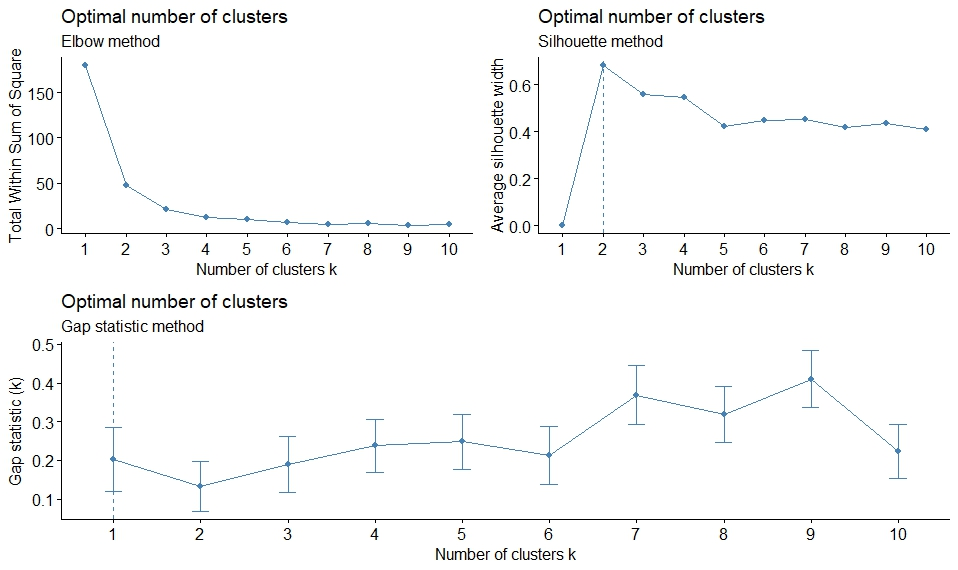 Optimal number of clusters
Elbow method
Total Within Sum of Square
150
100
50
0
1 2 3 4 5 6 7 8 9 10
Number of clusters k
Optimal number of clusters
Silhouette method
Average silhouette width
0.6
0.4
0.2
0.0
1 2 3 4 5 6 7 8 9 10
Number of clusters k
Optimal number of clusters
Gap statistic method
Gap statistic (k)
0.5
0.4
0.3
0.2
0.1
1 2 3 4 5 6 7 8 9 10
Number of clusters k